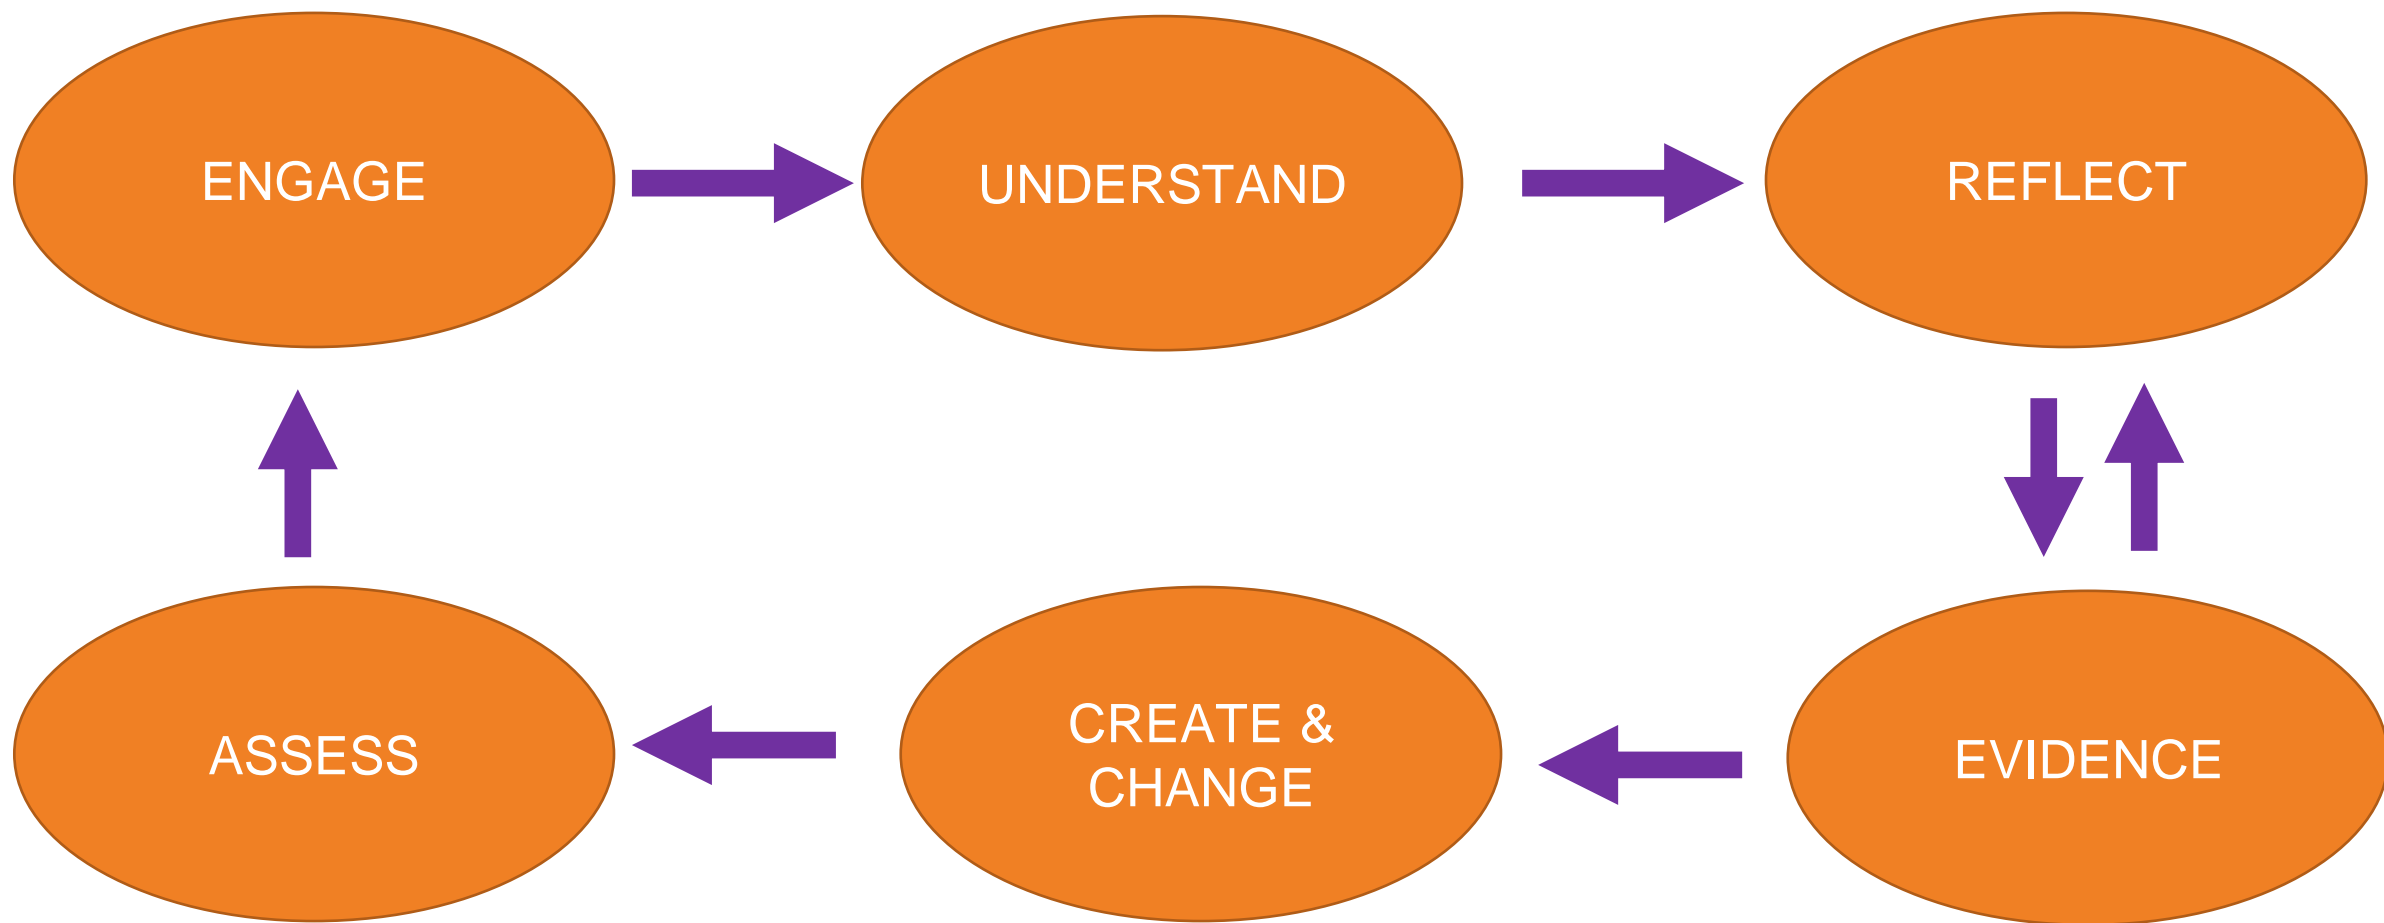 ENGAGE
UNDERSTAND
REFLECT
ASSESS
CREATE &
CHANGE
EVIDENCE